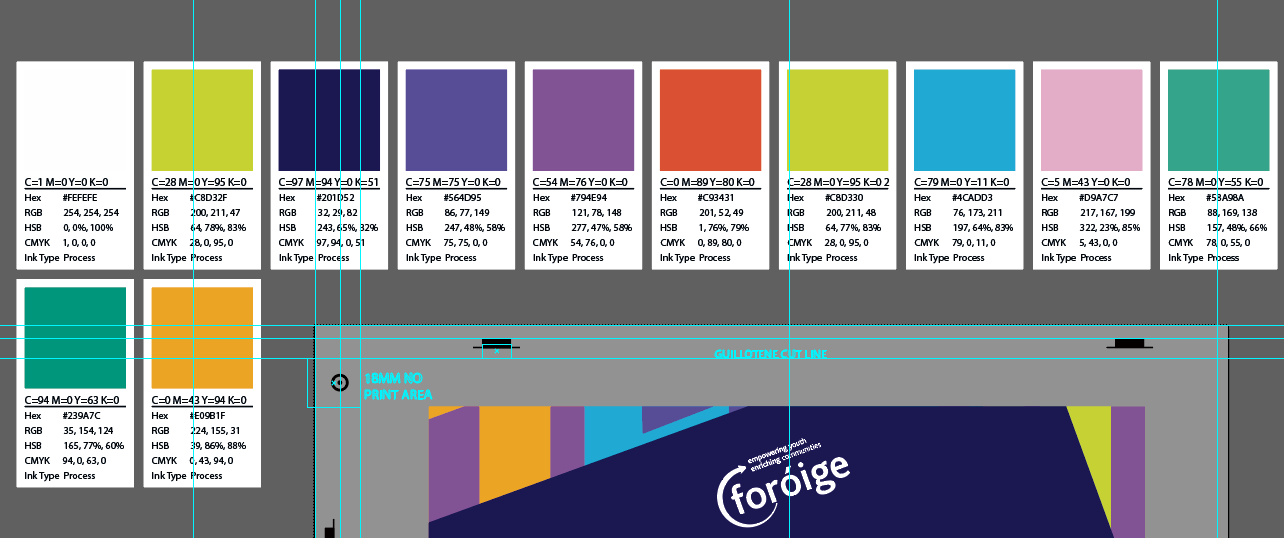 C=1 M=0 Y=0 K=0
Hex #FEFEFE
RGB 254, 254, 254
HSB 0, 0%, 100%
CMYK 1, 0, 0, 0
Ink Type Process
C=28 M=0 Y=95 K=0
Hex #C8D32F
RGB 200, 211, 47
HSB 64, 78%, 83%
CMYK 28, 0, 95, 0
Ink Type Process
C=97 M=94 Y=0 K=51
Hex #201D52
RGB 32, 29, 82
HSB 243, 65%, 32%
CMYK 97, 94, 0, 51
Ink Type Process
C=75 M=75 Y=0 K=0
Hex #564D95
RGB 86, 77, 149
HSB 247, 48%, 58%
CMYK 75, 75, 0, 0
Ink Type Process
C=54 M=76 Y=0 K=0
Hex #794E94
RGB 121, 78, 148
HSB 277, 47%, 58%
CMYK 54, 76, 0, 0
Ink Type Process
C=0 M=89 Y=80 K=0
Hex #C93431
RGB 201, 52, 49
HSB 1, 76%, 79%
CMYK 0, 89, 80, 0
Ink Type Process
C=28 M=0 Y=95 K=0 2
Hex #C8D330
RGB 200, 211, 48
HSB 64, 77%, 83%
CMYK 28, 0, 95, 0
Ink Type Process
C=79 M=0 Y=11 K=0
Hex #4CADD3
RGB 76, 173, 211
HSB 197, 64%, 83%
CMYK 79, 0, 11, 0
Ink Type Process
C=5 M=43 Y=0 K=0
Hex #D9A7C7
RGB 217, 167, 199
HSB 322, 23%, 85%
CMYK 5, 43, 0, 0
Ink Type Process
C=78 M=0 Y=55 K=0
Hex #58A98A
RGB 88, 169, 138
HSB 157, 48%, 66%
CMYK 78, 0, 55, 0
Ink Type Process
C=94 M=0 Y=63 K=0
Hex #239A7C
RGB 35, 154, 124
HSB 165, 77%, 60%
CMYK 94, 0, 63, 0
Ink Type Process
C=0 M=43 Y=94 K=0
Hex #E09B1F
RGB 224, 155, 31
HSB 39, 86%, 88%
CMYK 0, 43, 94, 0
Ink Type Process
GUILLOTENE CUT LINE
18MM NO
PRINT AREA
empowering youth
enriching communities
foróige